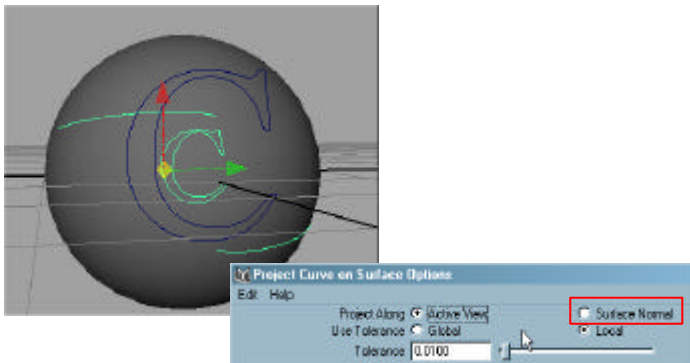 Project Curve on Surface Options
Edit Help
Project Along Active View Surface Normal
Use Tolerance Global Local
Tolerance 0.0100